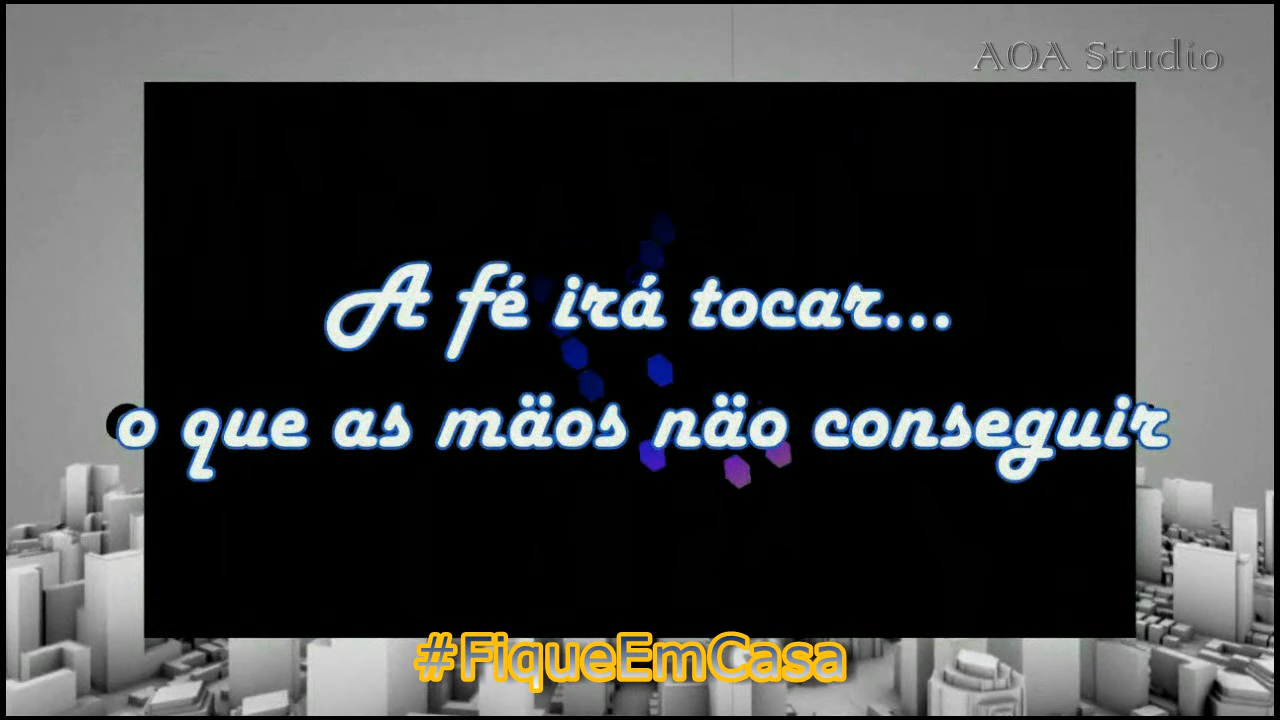 AOA Studio
A fé irá tocar...
o que as mäos näo conseguir
#FiqueEmCasa